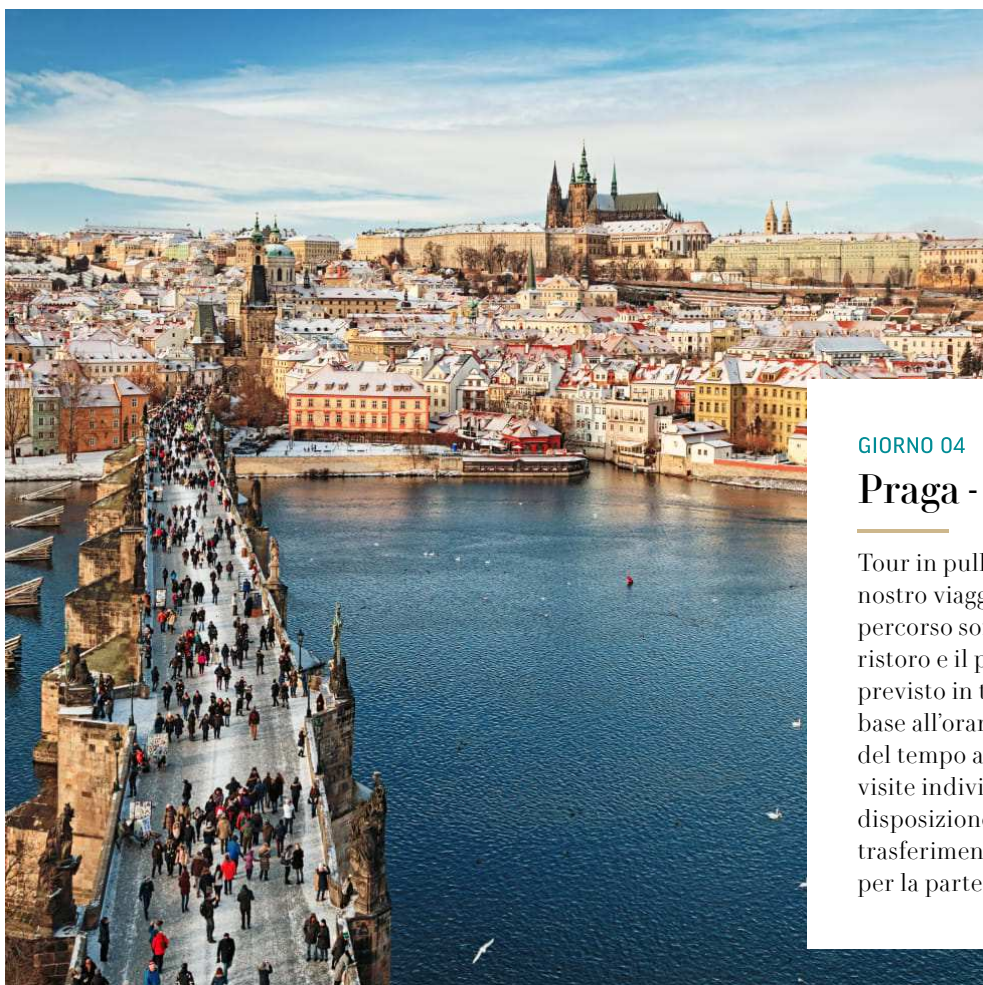 GIORNO 04
Praga -
Tour in pull
nostro viagg
percorso so
ristoro e il p
previsto in t
base all’orar
del tempo a
visite indivi
disposizione
trasferimen
per la parte